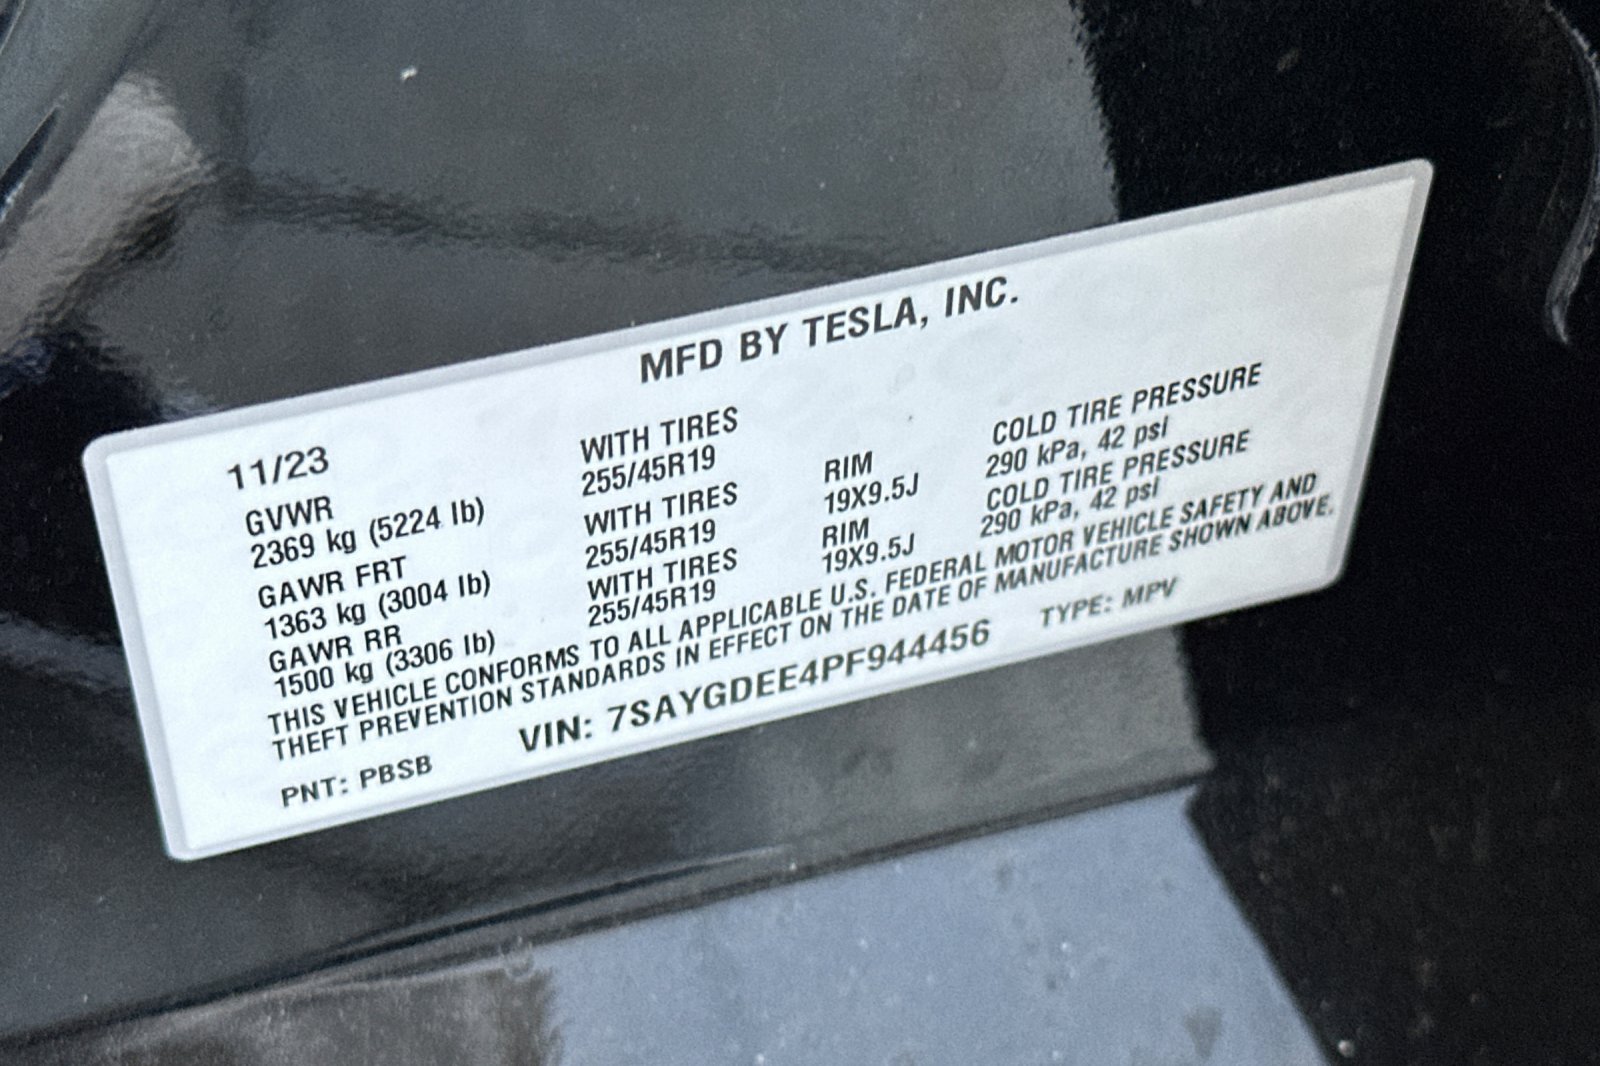 MFD BY TESLA, INC.
11/23
GVWR WITH TIRES
2369 kg (5224 lb) 255/45R19 RIM COLD TIRE PRESSURE
GAWR FRT WITH TIRES 19X9.5J 290 kPa, 42 psi
1363 kg (3004 lb) 255/45R19 RIM COLD TIRE PRESSURE
GAWR RR WITH TIRES 19X9.5J 290 kPa, 42 psi
1500 kg (3306 lb) 255/45R19
THIS VEHICLE CONFORMS TO ALL APPLICABLE U.S. FEDERAL MOTOR VEHICLE SAFETY AND
THEFT PREVENTION STANDARDS IN EFFECT ON THE DATE OF MANUFACTURE SHOWN ABOVE.
PNT: PBSB VIN: 7SAYGDEE4PF944456 TYPE: MPV